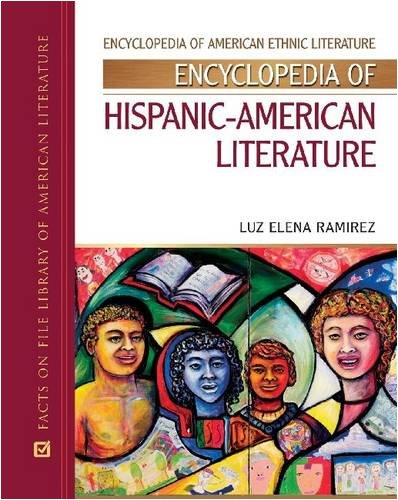 FACTS ON FILE LIBRARY OF AMERICAN LITERATURE
ENCYCLOPEDIA OF AMERICAN ETHNIC LITERATURE
ENCYCLOPEDIA OF
HISPANIC-AMERICAN
LITERATURE
LUZ ELENA RAMIREZ